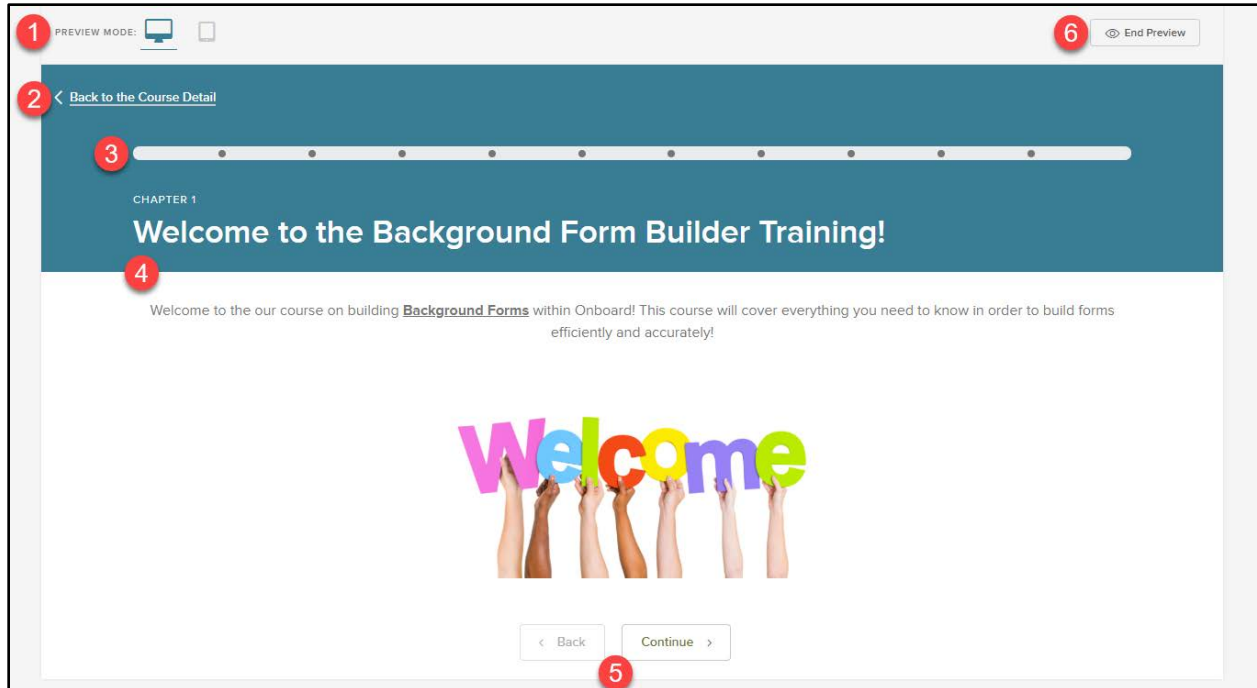 1 PREVIEW MODE: 6 End Preview
2 < Back to the Course Detail
3
CHAPTER 1
Welcome to the Background Form Builder Training!
4
Welcome to the our course on building Background Forms within Onboard! This course will cover everything you need to know in order to build forms
efficiently and accurately!
Welcome
< Back Continue >
5